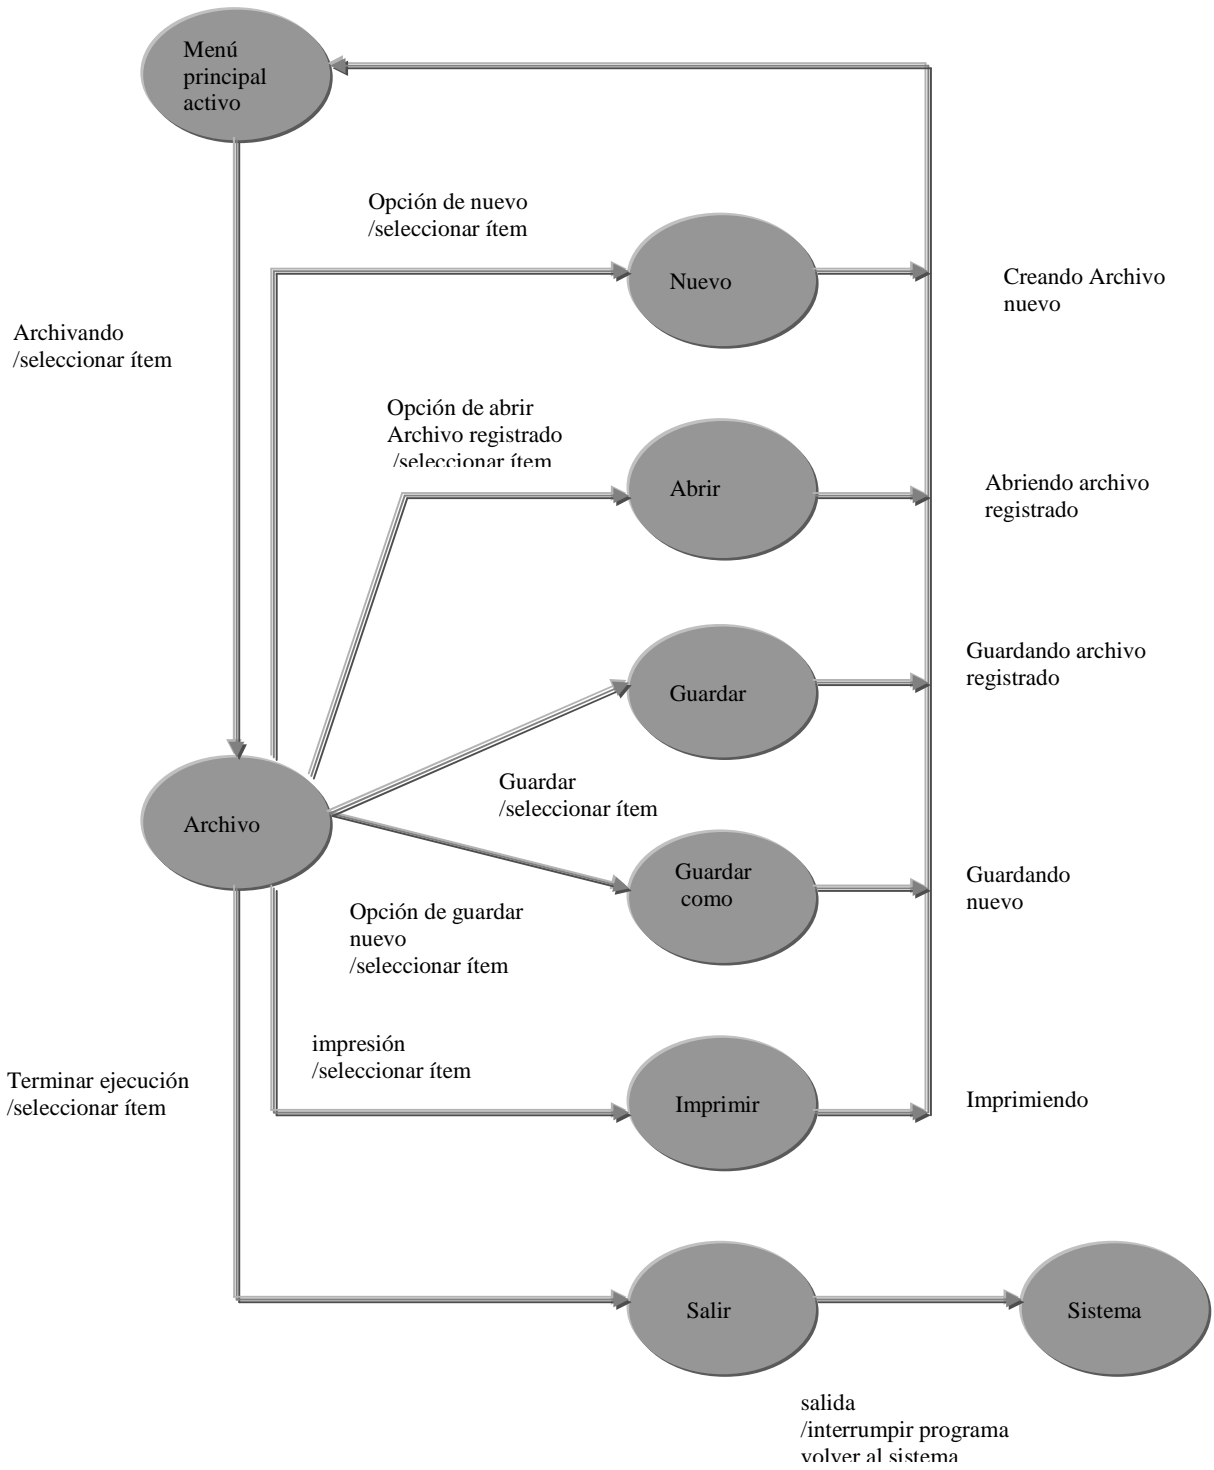 Menú
principal
activo
Opción de nuevo
/seleccionar ítem
Nuevo
Creando Archivo
nuevo
Archivando
/seleccionar ítem
Opción de abrir
Archivo registrado
/seleccionar ítem
Abrir
Abriendo archivo
registrado
Guardando archivo
registrado
Guardar
Guardar
/seleccionar ítem
Archivo
Guardar
como
Guardando
nuevo
Opción de guardar
nuevo
/seleccionar ítem
impresión
/seleccionar ítem
Terminar ejecución
/seleccionar ítem
Imprimir
Imprimiendo
Salir
Sistema
salida
/interrumpir programa
volver al sistema